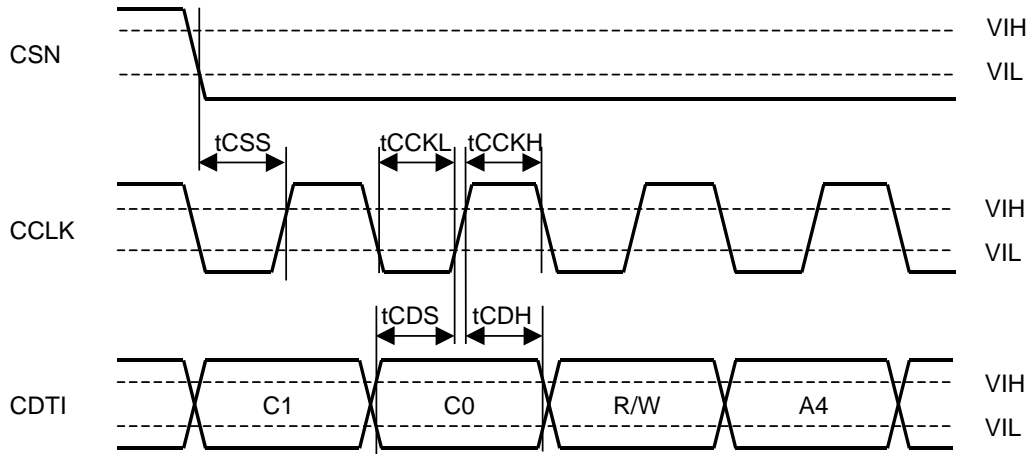 CSN
VIH
VIL
tCSS
tCCKL
tCCKH
CCLK
VIH
VIL
tCDS
tCDH
CDTI
C1
C0
R/W
A4
VIH
VIL